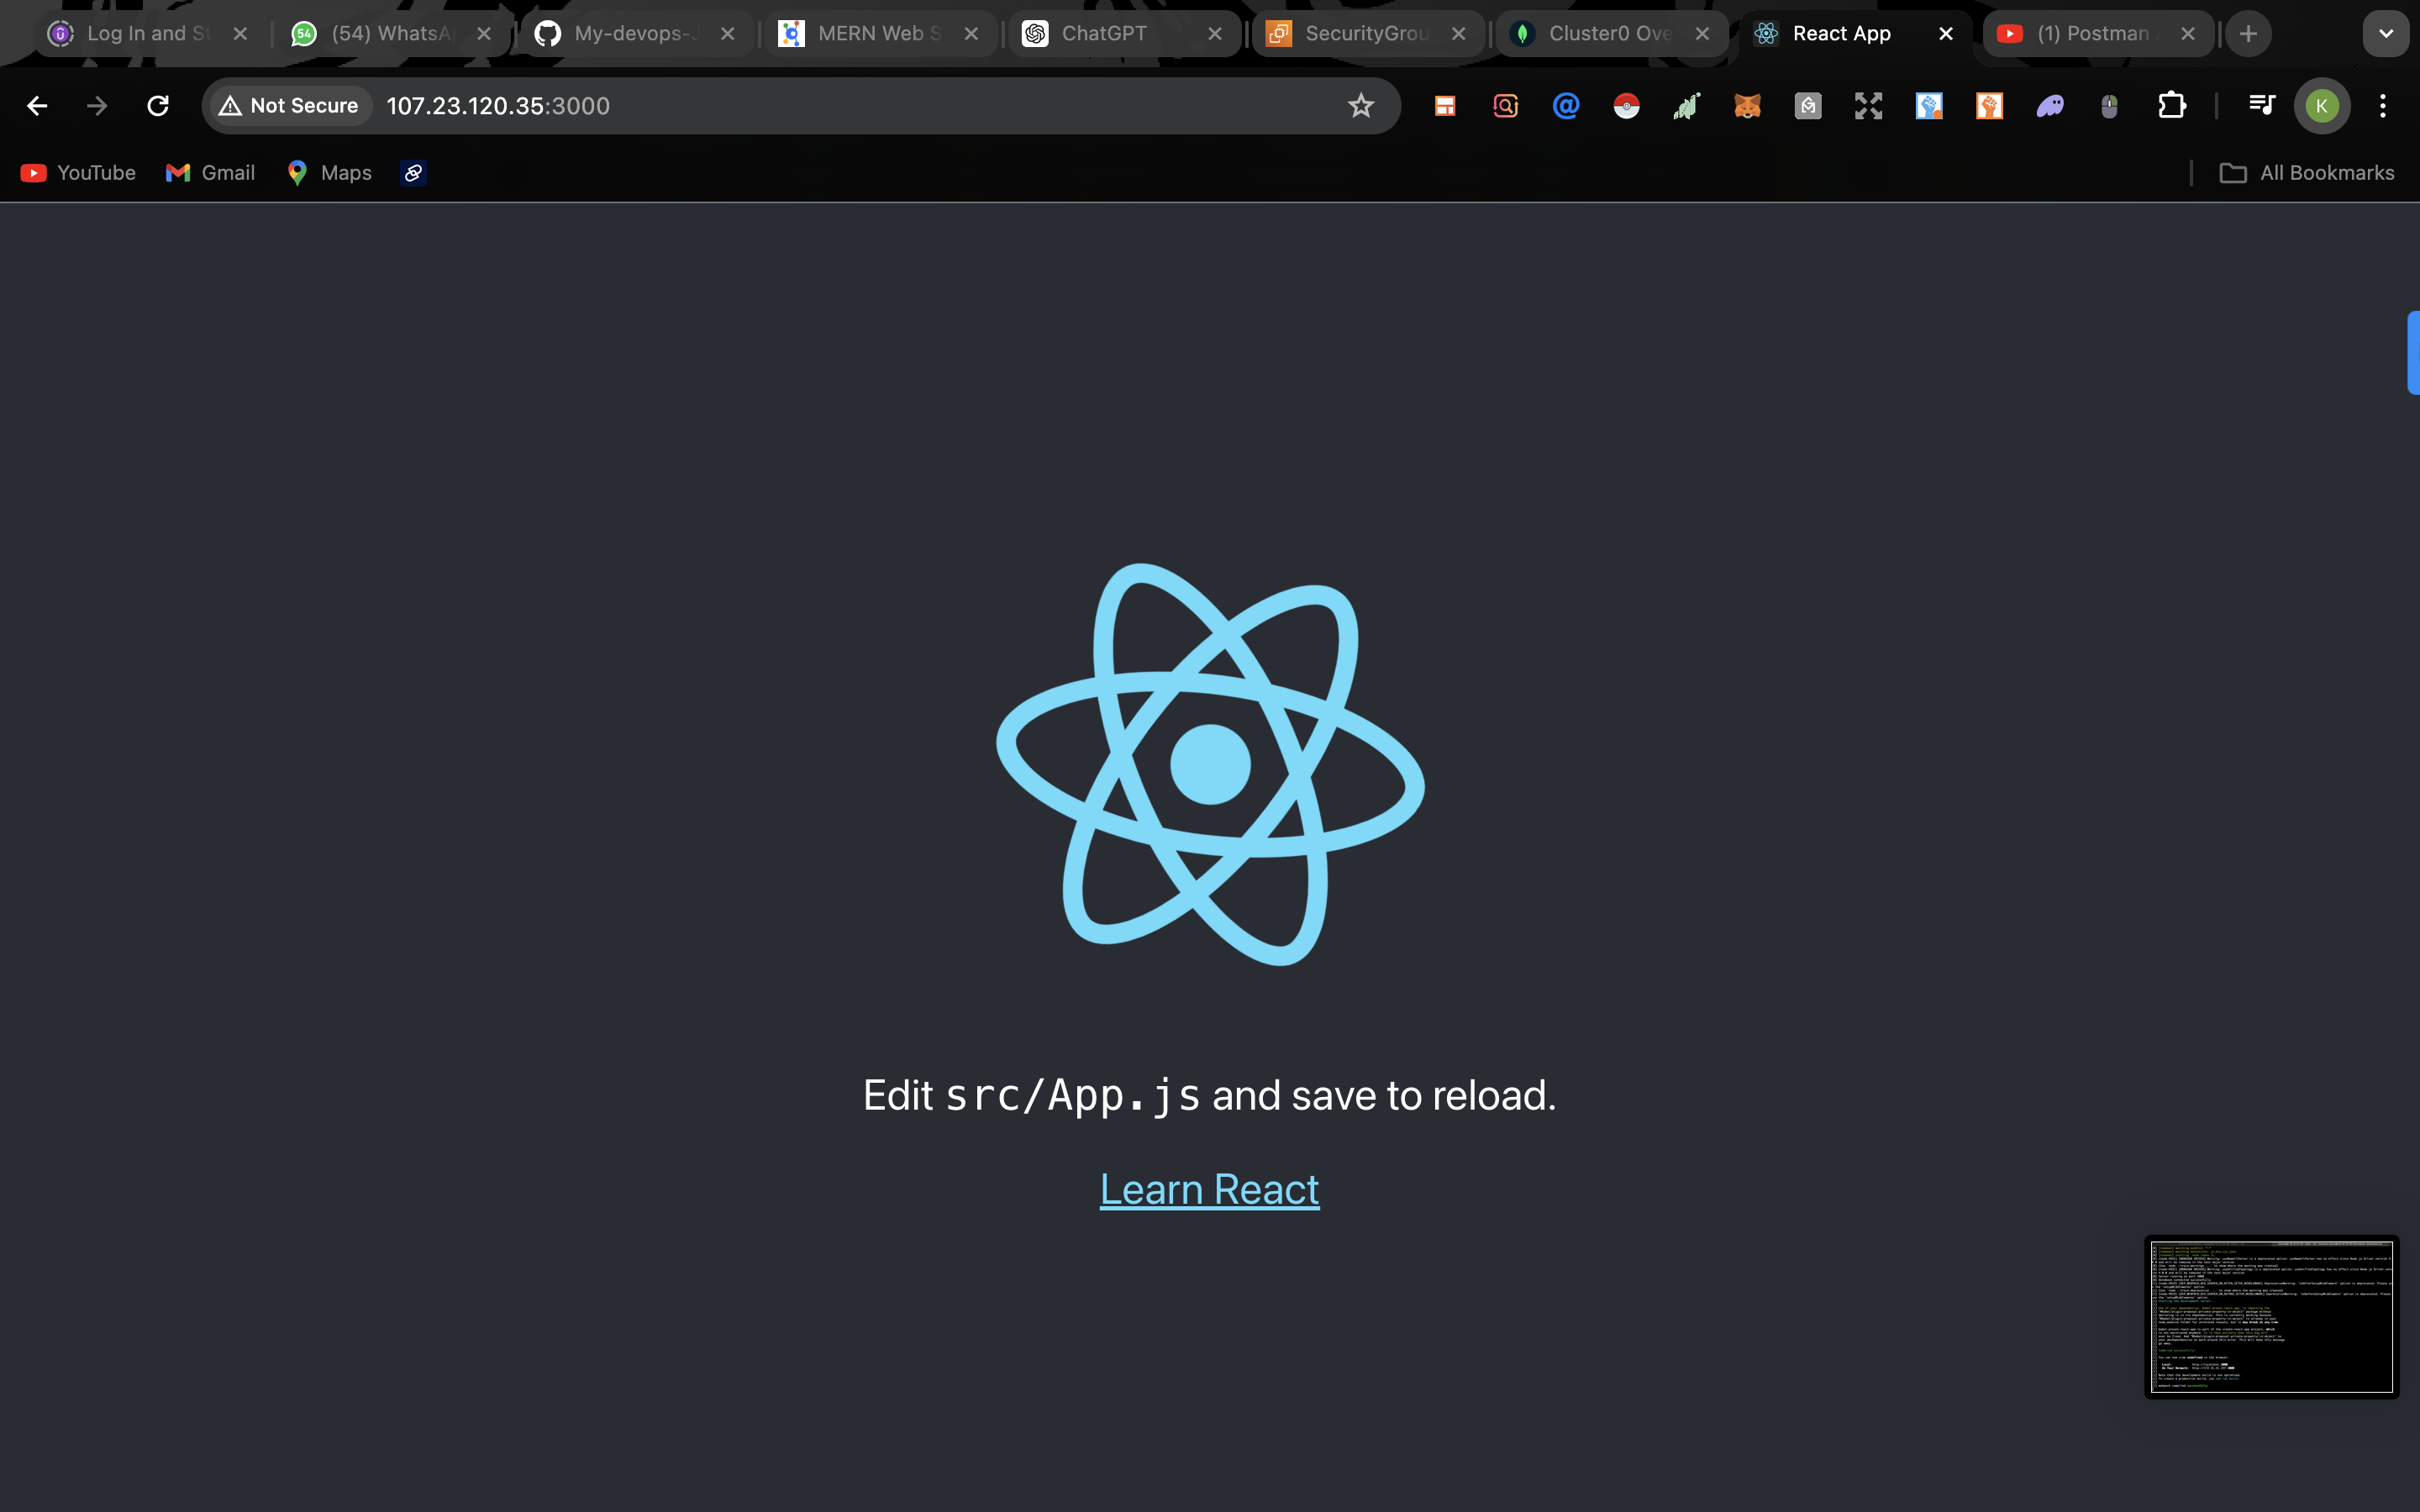 Log In and St
(54) WhatsAp
My-devops-J
MERN Web S
ChatGPT
SecurityGrou
Cluster0 Ove
React App
(1) Postman
Not Secure
107.23.120.35:3000
K
YouTube
Gmail
Maps
All Bookmarks
Edit src/App.js and save to reload.
Learn React